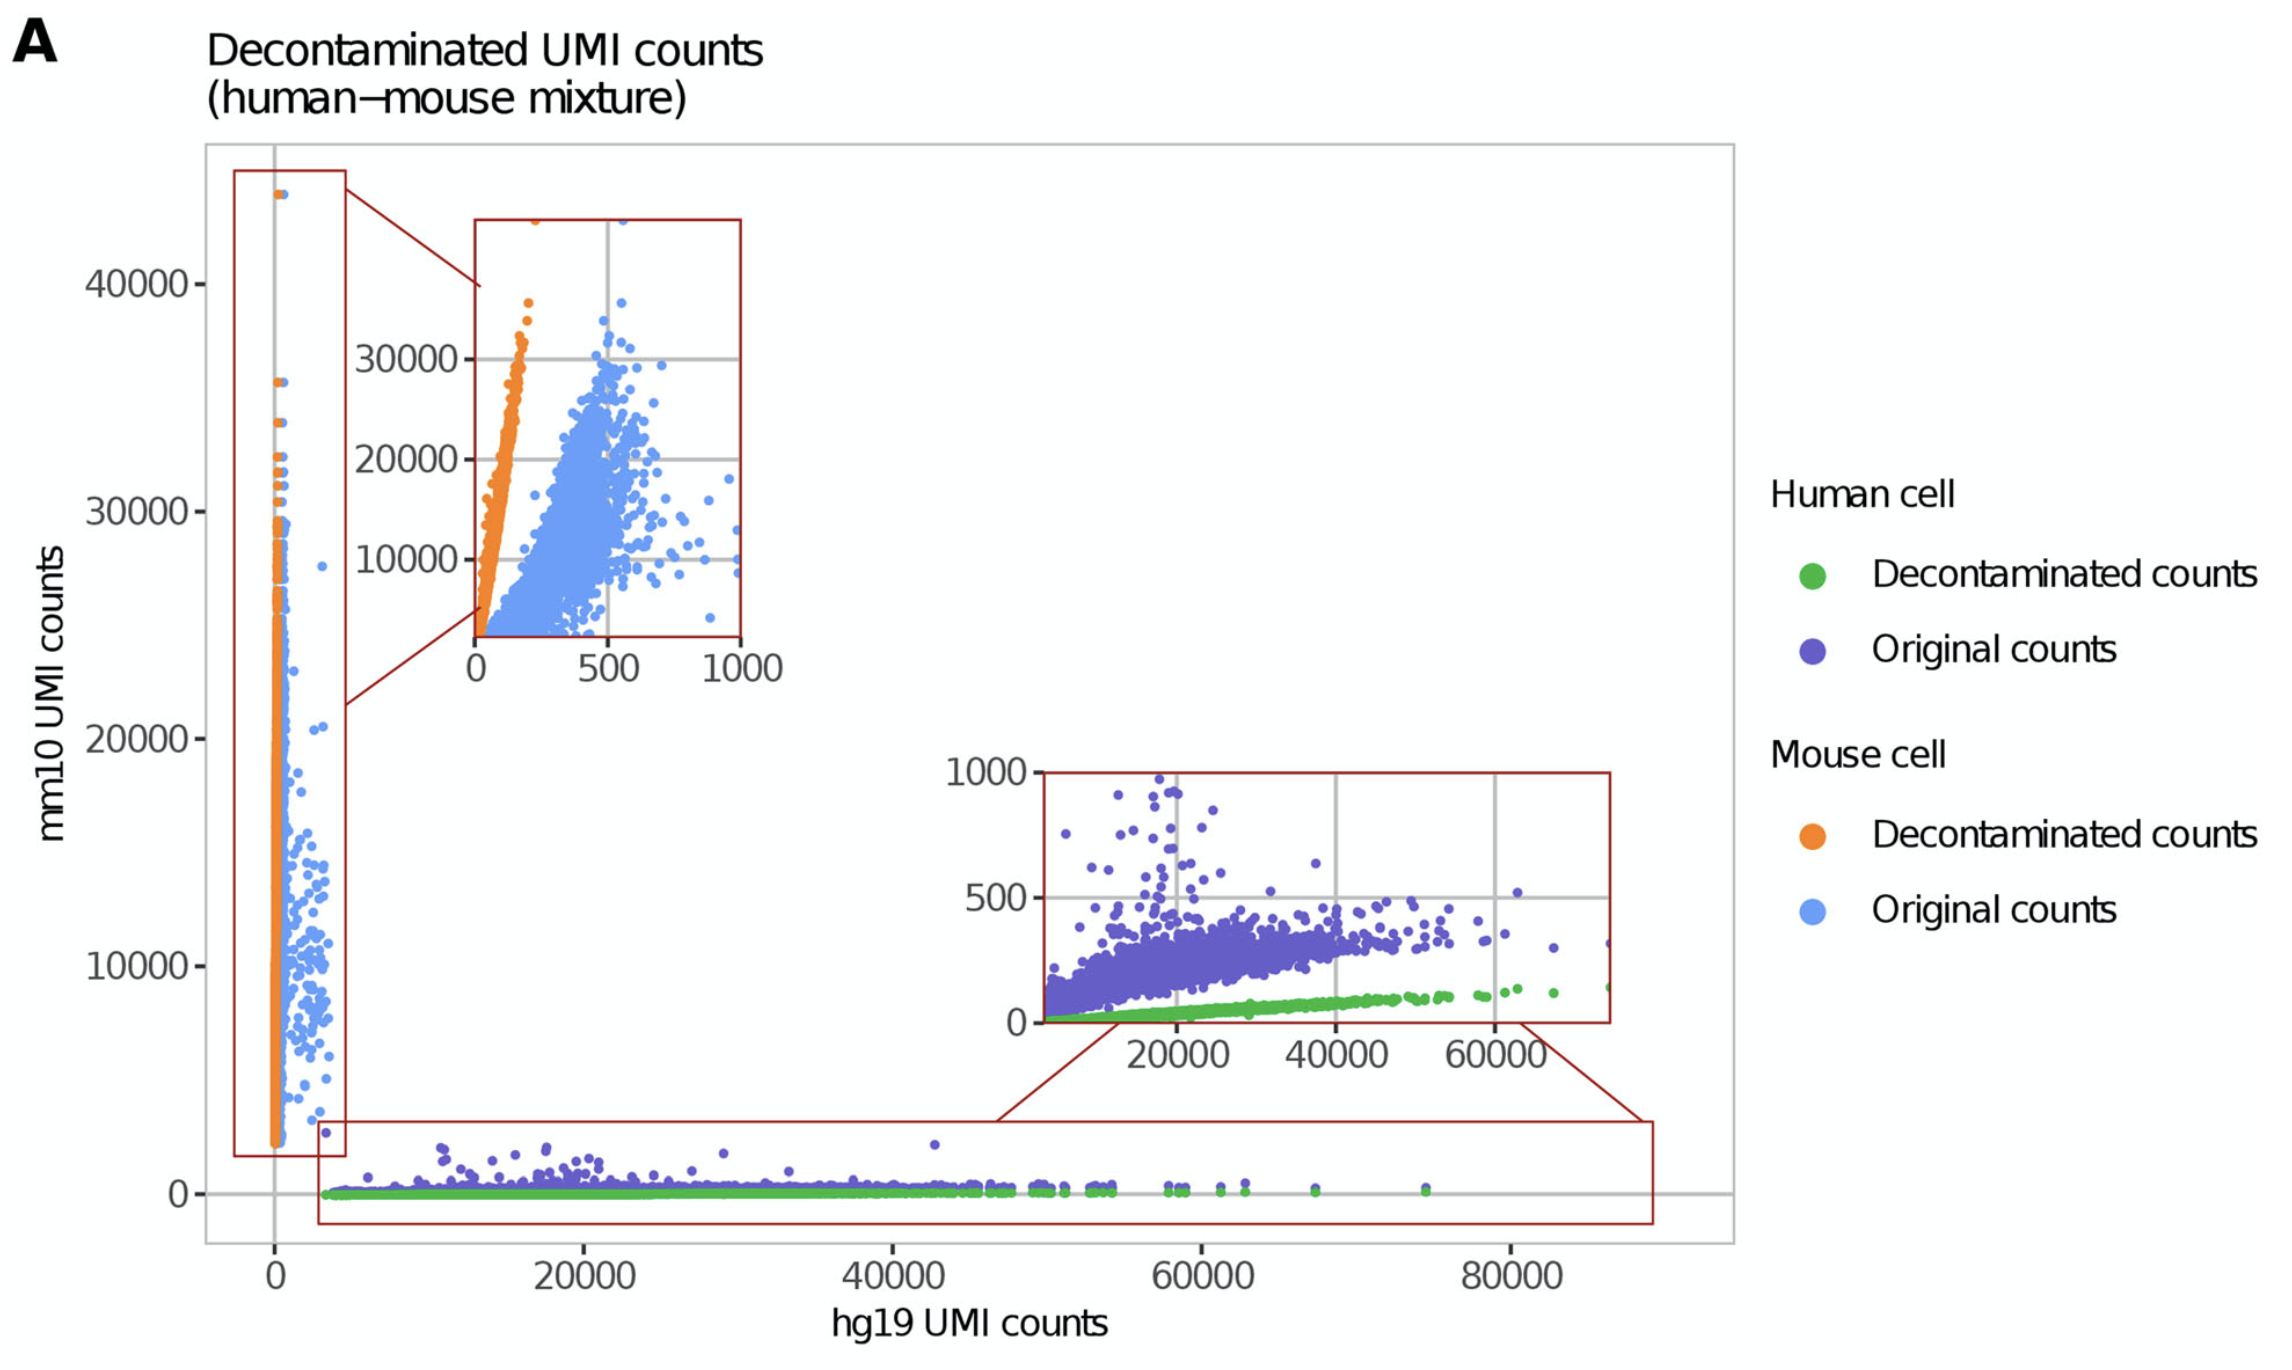 A
Decontaminated UMI counts
(human−mouse mixture)
mm10 UMI counts
40000
30000
20000
10000
0
30000
20000
10000
0 500 1000
1000
500
0
20000 40000 60000
0 20000 40000 60000 80000
hg19 UMI counts
Human cell
Decontaminated counts
Original counts
Mouse cell
Decontaminated counts
Original counts